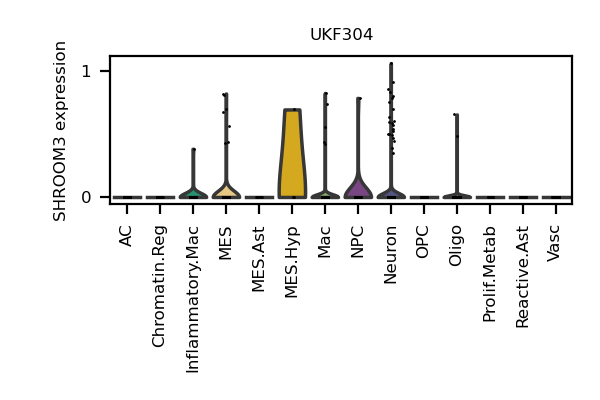 UKF304
SHROOM3 expression
1
0
AC
Chromatin.Reg
Inflammatory.Mac
MES
MES.Ast
MES.Hyp
Mac
NPC
Neuron
OPC
Oligo
Prolif.Metab
Reactive.Ast
Vasc